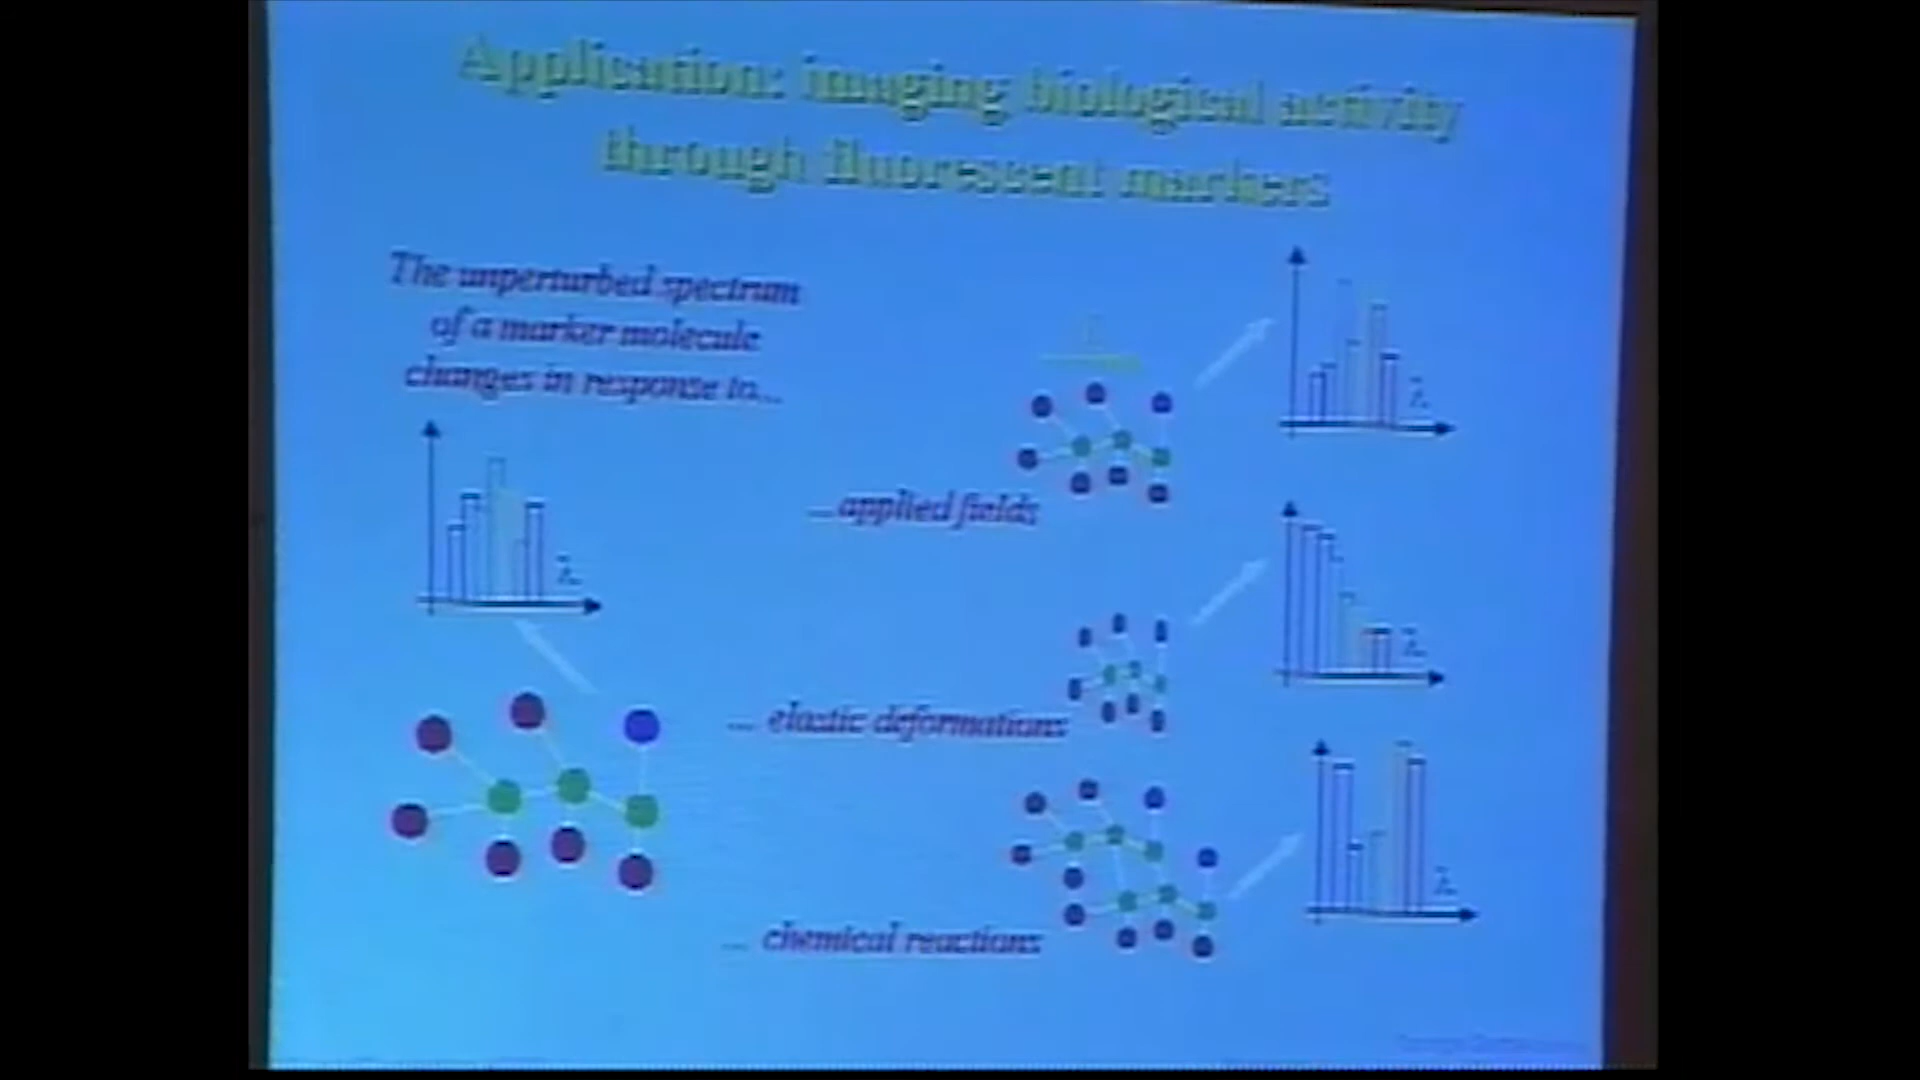 Application: imaging biological activity
through fluorescent markers
The unperturbed spectrum
of a marker molecule
changes in response to...
λ
... applied fields
λ
... elastic deformations
λ
... chemical reactions
λ